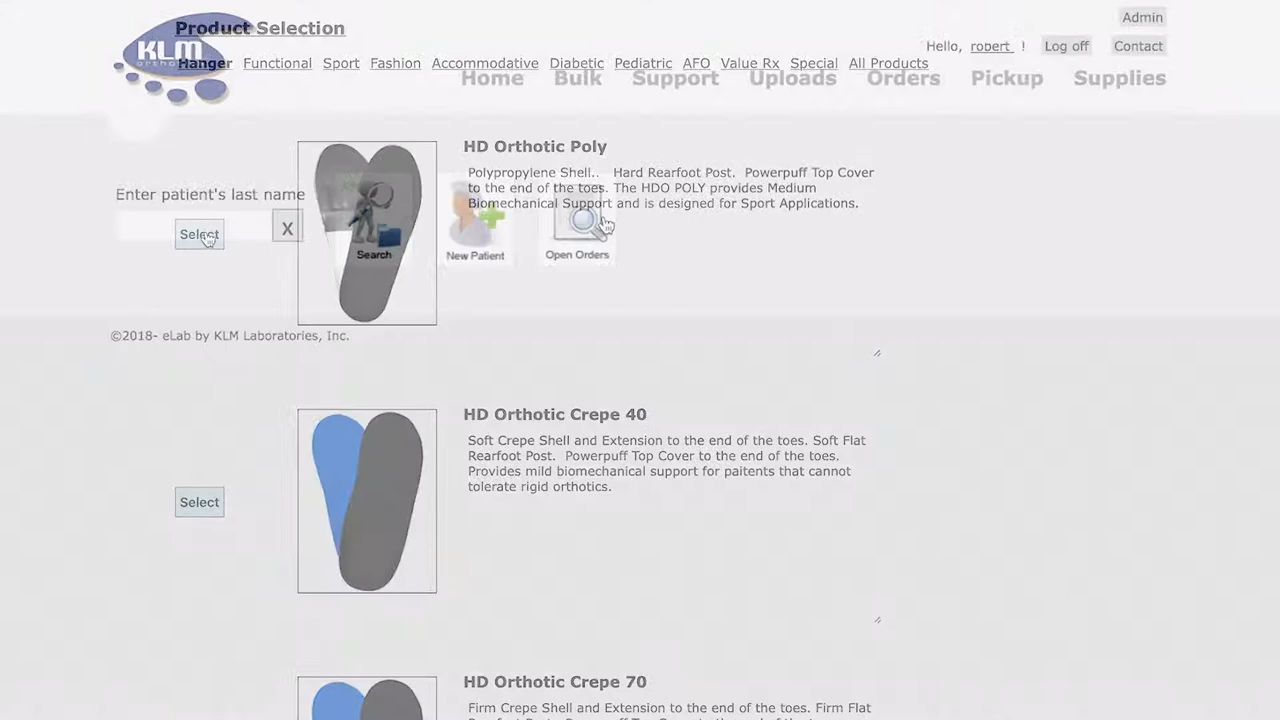 Product Selection
Admin
KLM
Hello, robert !
Log off
Contact
Hanger Functional Sport Fashion Accommodative Diabetic Pediatric AFO Value Rx Special All Products
Home Bulk Support Uploads Orders Pickup Supplies
HD Orthotic Poly
Polypropylene Shell.. Hard Rearfoot Post. Powerpuff Top Cover
to the end of the toes. The HDO POLY provides Medium
Biomechanical Support and is designed for Sport Applications.
Enter patient's last name
Select
X
Search
New Patient
Open Orders
©2018- eLab by KLM Laboratories, Inc.
HD Orthotic Crepe 40
Soft Crepe Shell and Extension to the end of the toes. Soft Flat
Rearfoot Post. Powerpuff Top Cover to the end of the toes.
Provides mild biomechanical support for paitents that cannot
tolerate rigid orthotics.
Select
HD Orthotic Crepe 70
Firm Crepe Shell and Extension to the end of the toes. Firm Flat